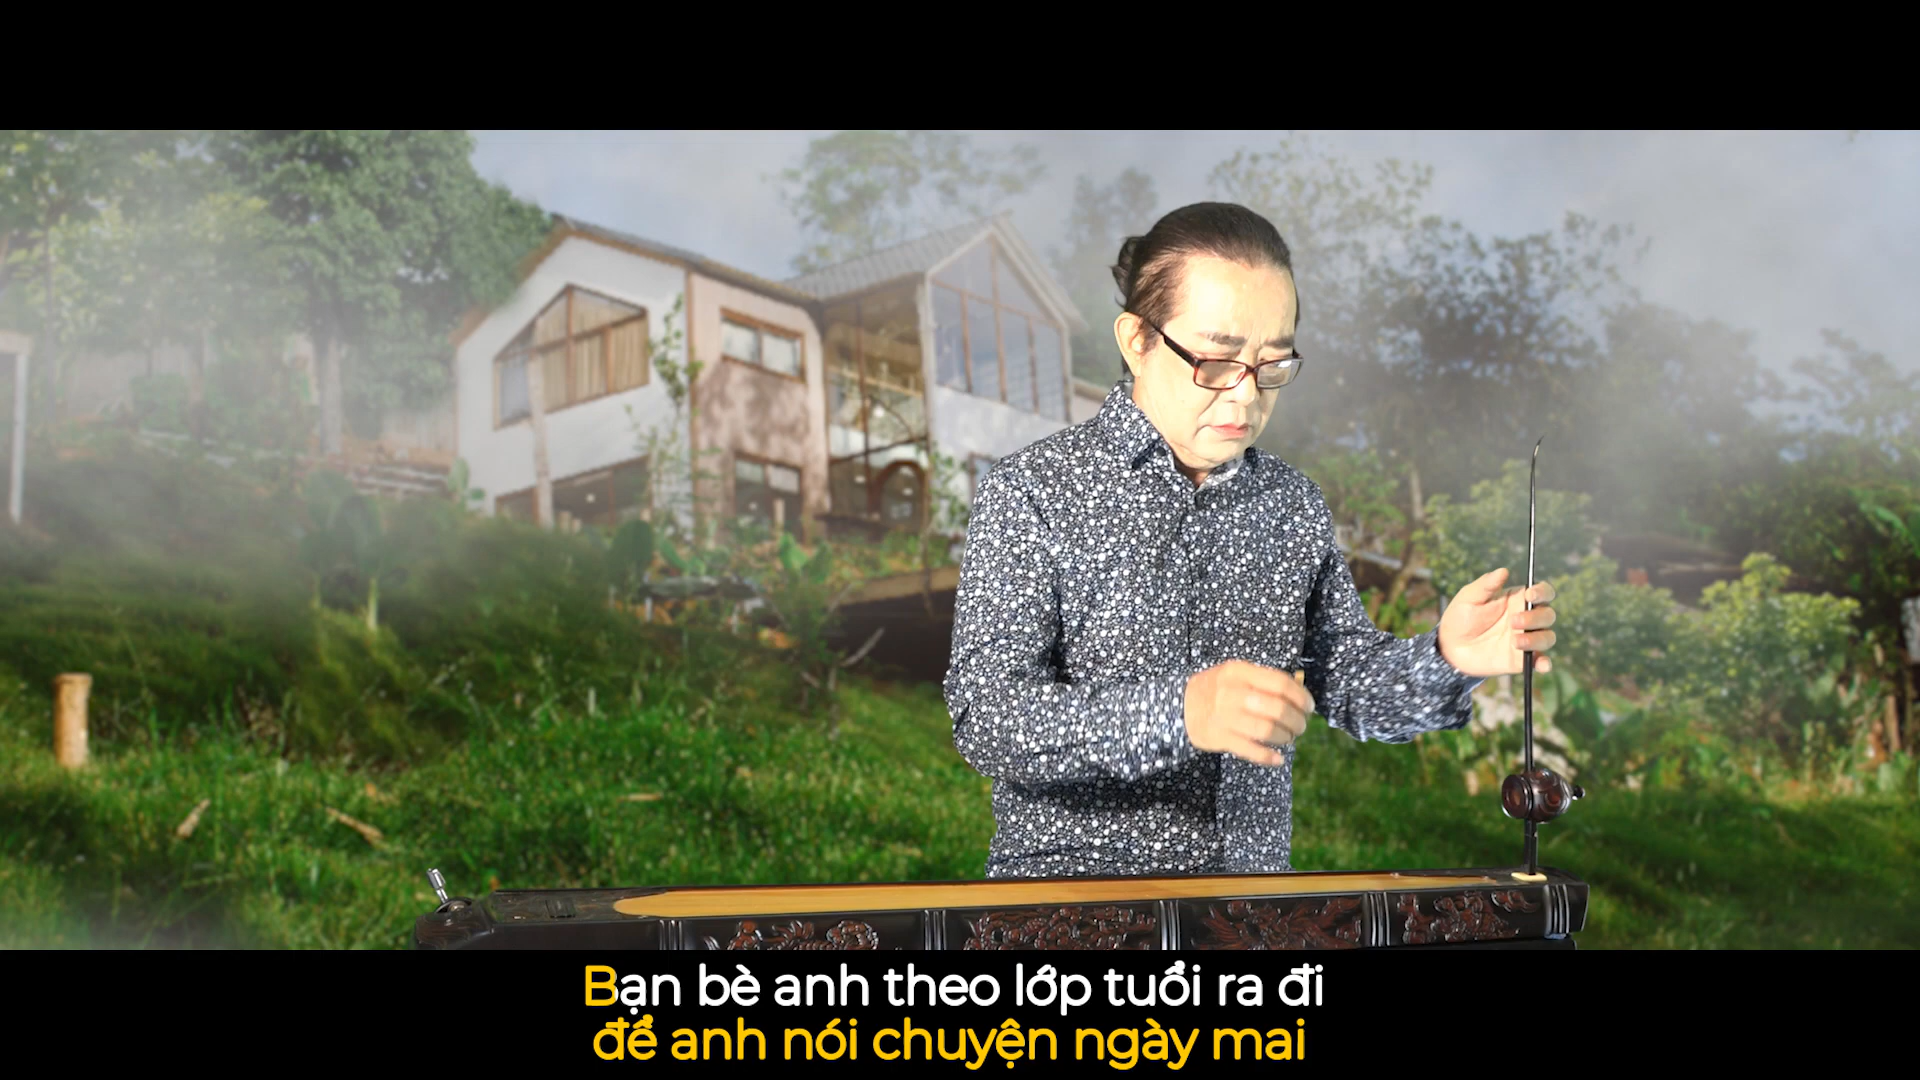 Bạn bè anh theo lớp tuổi ra đi
để anh nói chuyện ngày mai